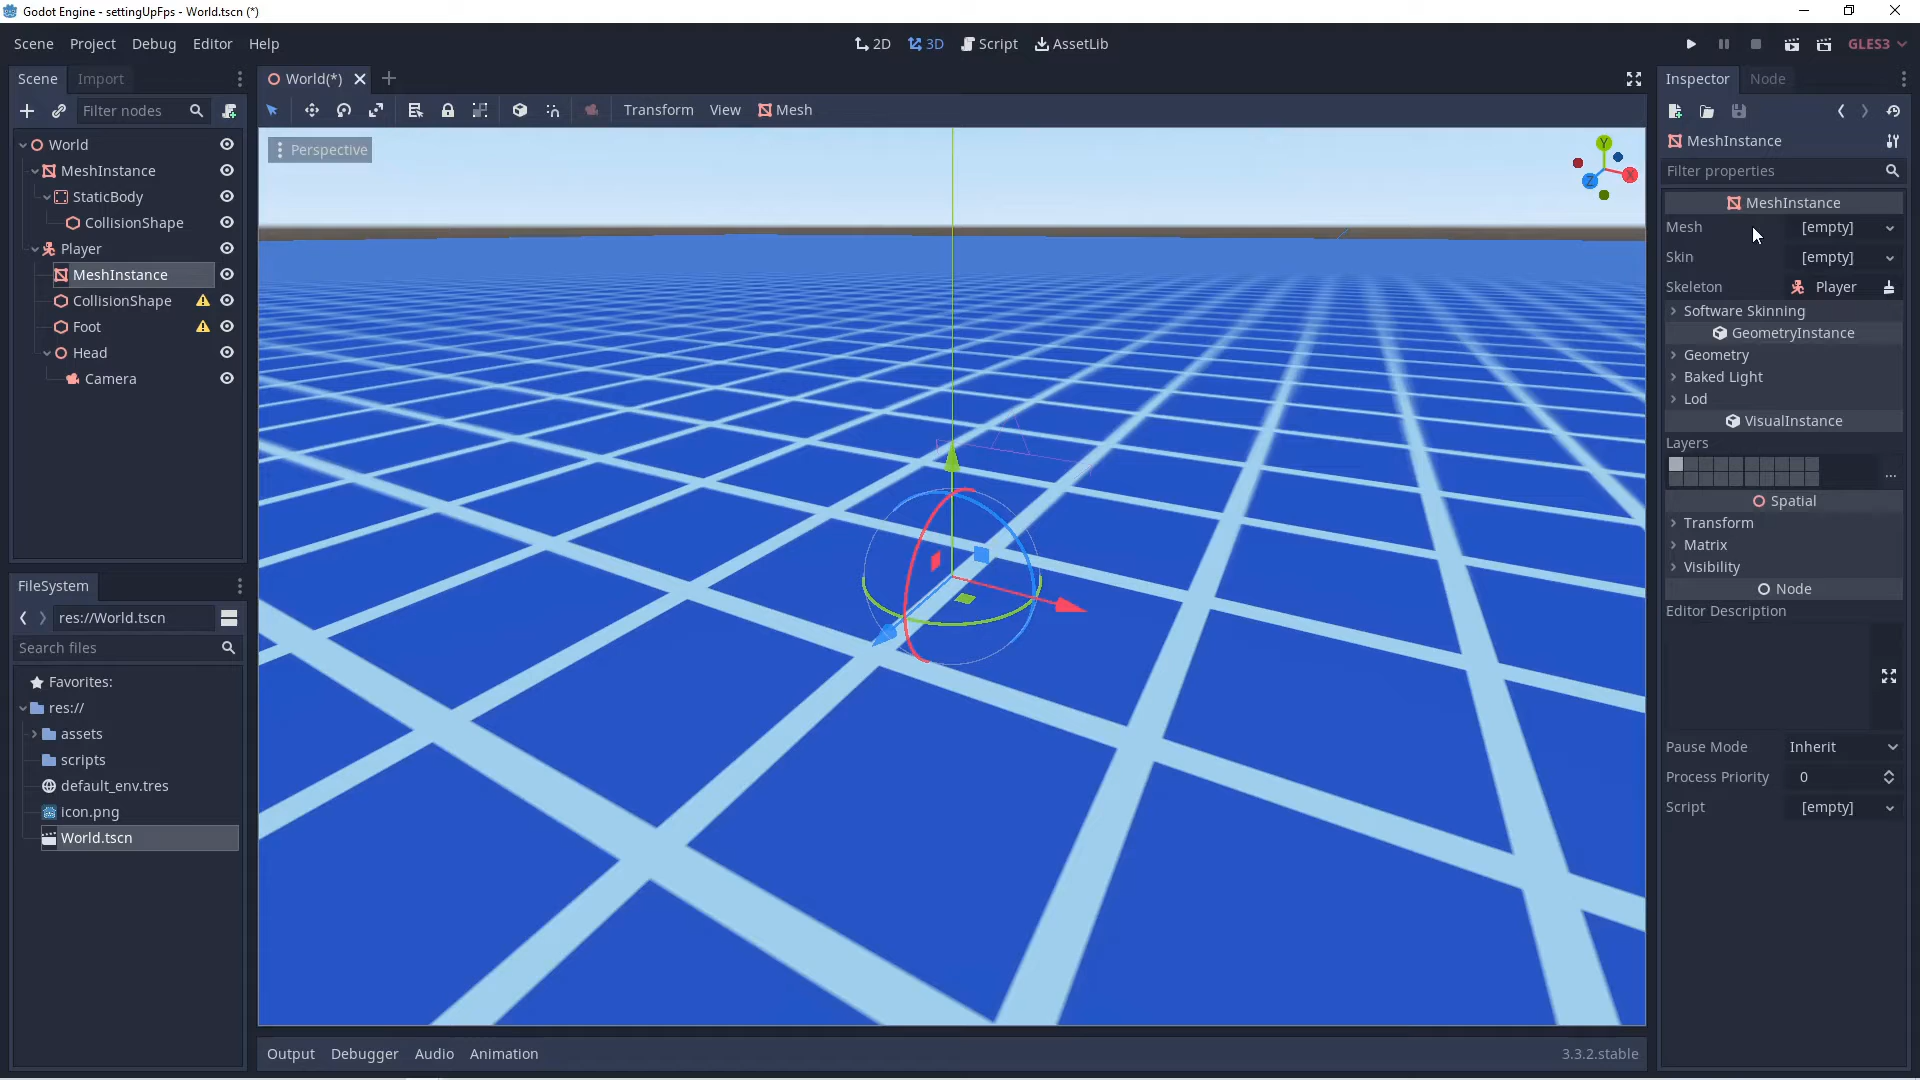 Godot Engine - settingUpFps - World.tscn (*)
Scene Project Debug Editor Help
2D 3D Script AssetLib
GLES3
Scene Import
World(*)
Inspector Node
Filter nodes
Transform View Mesh
World
MeshInstance
StaticBody
CollisionShape
Player
MeshInstance
CollisionShape
Foot
Head
Camera
Perspective
Y
X
Z
MeshInstance
Filter properties
MeshInstance
Mesh [empty]
Skin [empty]
Skeleton Player
Software Skinning
GeometryInstance
Geometry
Baked Light
Lod
VisualInstance
Layers
...
Spatial
Transform
Matrix
Visibility
Node
Editor Description
Pause Mode Inherit
Process Priority 0
Script [empty]
FileSystem
res://World.tscn
Search files
Favorites:
res://
assets
scripts
default_env.tres
icon.png
World.tscn
Output Debugger Audio Animation
3.3.2.stable